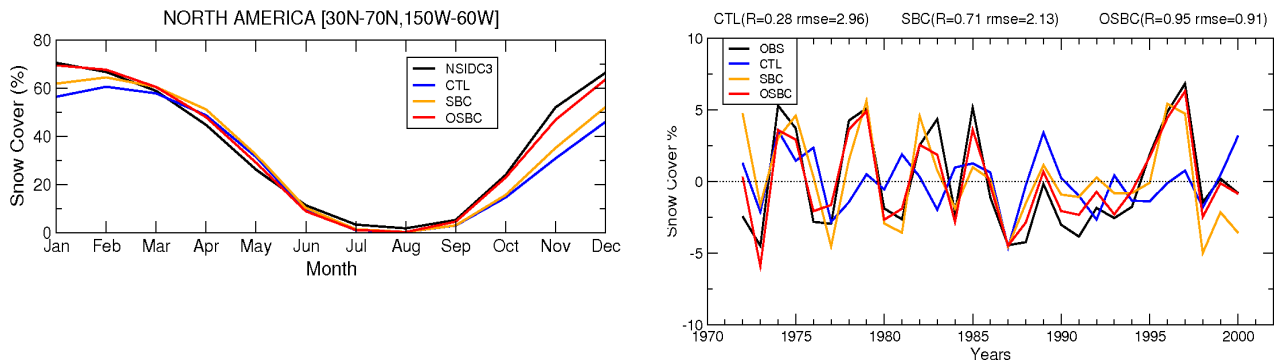 NORTH AMERICA [30N-70N,150W-60W]
80
60
40
20
0
Snow Cover (%)
NSIDC3
CTL
SBC
OSBC
Jan Feb Mar Apr May Jun Jul Aug Sep Oct Nov Dec
Month
CTL(R=0.28 rmse=2.96) SBC(R=0.71 rmse=2.13) OSBC(R=0.95 rmse=0.91)
10
5
0
-5
-10
Snow Cover %
OBS
CTL
SBC
OSBC
1970 1975 1980 1985 1990 1995 2000
Years